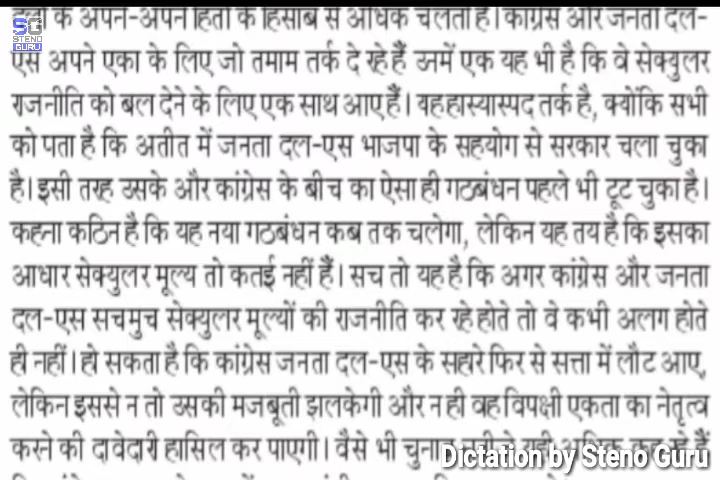 दलों के अपने-अपने हितों के हिसाब से अधिक चलता है। कांग्रेस और जनता दल-
SG
STENO
GURU
एस अपने एका के लिए जो तमाम तर्क दे रहे हैं उनमें एक यह भी है कि वे सेक्युलर
राजनीति को बल देने के लिए एक साथ आए हैं। यह हास्यास्पद तर्क है, क्योंकि सभी
को पता है कि अतीत में जनता दल-एस भाजपा के सहयोग से सरकार चला चुका
है। इसी तरह उसके और कांग्रेस के बीच का ऐसा ही गठबंधन पहले भी टूट चुका है।
कहना कठिन है कि यह नया गठबंधन कब तक चलेगा, लेकिन यह तय है कि इसका
आधार सेक्युलर मूल्य तो कतई नहीं हैं। सच तो यह है कि अगर कांग्रेस और जनता
दल-एस सचमुच सेक्युलर मूल्यों की राजनीति कर रहे होते तो वे कभी अलग होते
ही नहीं। हो सकता है कि कांग्रेस जनता दल-एस के सहारे फिर से सत्ता में लौट आए,
लेकिन इससे न तो उसकी मजबूती झलकेगी और न ही वह विपक्षी एकता का नेतृत्व
करने की दावेदारी हासिल कर पाएगी। वैसे भी चुनाव नतीजे यही अधिक कह रहे हैं
Dictation by Steno Guru